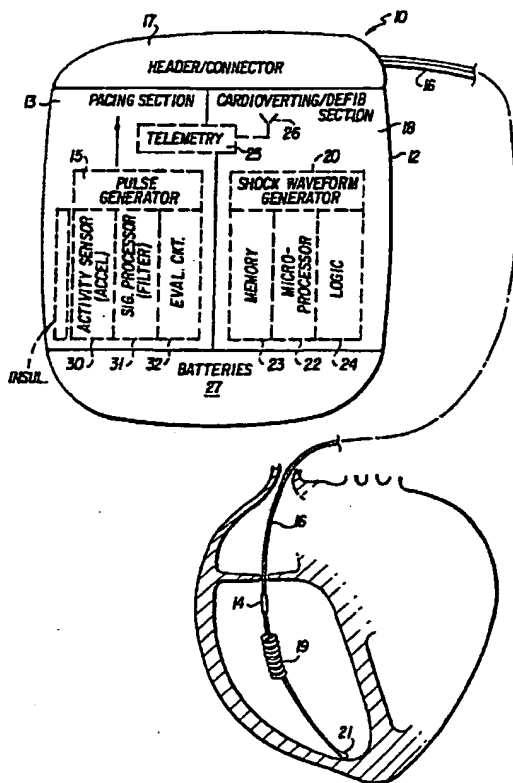 10
17
HEADER/CONNECTOR
16
13
PACING SECTION
CARDIOVERTING/DEFIB
SECTION
18
26
12
TELEMETRY
25
15
20
PULSE
GENERATOR
SHOCK WAVEFORM
GENERATOR
ACTIVITY SENSOR
(ACCEL)
SIG. PROCESSOR
(FILTER)
EVAL. CKT.
MEMORY
MICRO-
PROCESSOR
LOGIC
INSUL.
30
31
32
23
22
24
BATTERIES
27
16
14
19
21